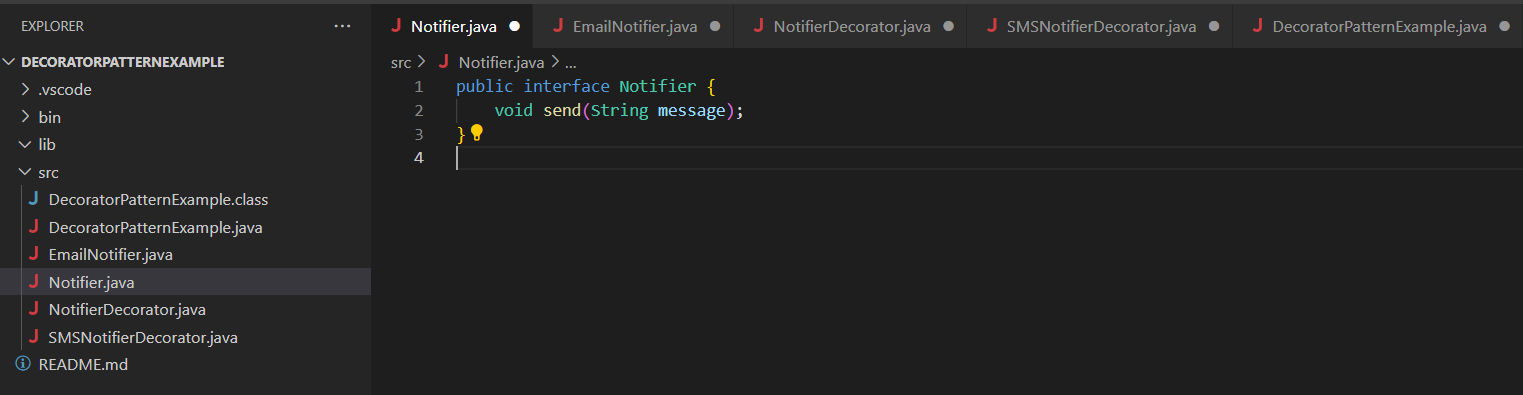 EXPLORER ...
DECORATORPATTERNEXAMPLE
.vscode
bin
lib
src
J DecoratorPatternExample.class
J DecoratorPatternExample.java
J EmailNotifier.java
J Notifier.java
J NotifierDecorator.java
J SMSNotifierDecorator.java
README.md
J Notifier.java J EmailNotifier.java J NotifierDecorator.java J SMSNotifierDecorator.java J DecoratorPatternExample.java
src > J Notifier.java > ...
1 public interface Notifier {
2 void send(String message);
3 }
4